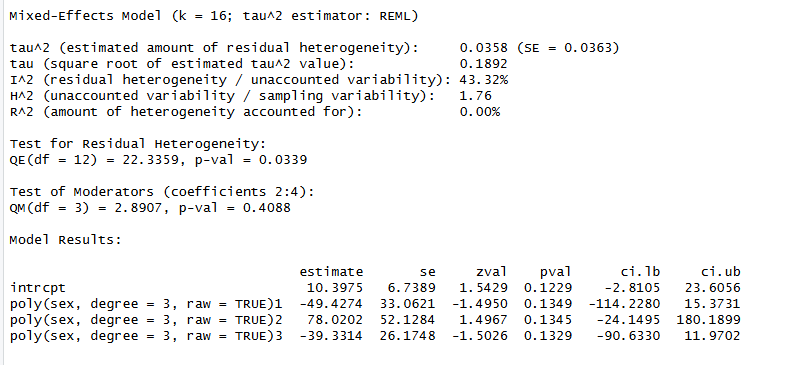 Mixed-Effects Model (k = 16; tau^2 estimator: REML)
tau^2 (estimated amount of residual heterogeneity):     0.0358 (SE = 0.0363)
tau (square root of estimated tau^2 value):             0.1892
I^2 (residual heterogeneity / unaccounted variability): 43.32%
H^2 (unaccounted variability / sampling variability):   1.76
R^2 (amount of heterogeneity accounted for):            0.00%
Test for Residual Heterogeneity:
QE(df = 12) = 22.3359, p-val = 0.0339
Test of Moderators (coefficients 2:4):
QM(df = 3) = 2.8907, p-val = 0.4088
Model Results:
estimate       se     zval    pval      ci.lb     ci.ub
intrcpt                              10.3975   6.7389   1.5429  0.1229    -2.8105   23.6056
poly(sex, degree = 3, raw = TRUE)1  -49.4274  33.0621  -1.4950  0.1349  -114.2280   15.3731
poly(sex, degree = 3, raw = TRUE)2   78.0202  52.1284   1.4967  0.1345   -24.1495  180.1899
poly(sex, degree = 3, raw = TRUE)3  -39.3314  26.1748  -1.5026  0.1329   -90.6330   11.9702